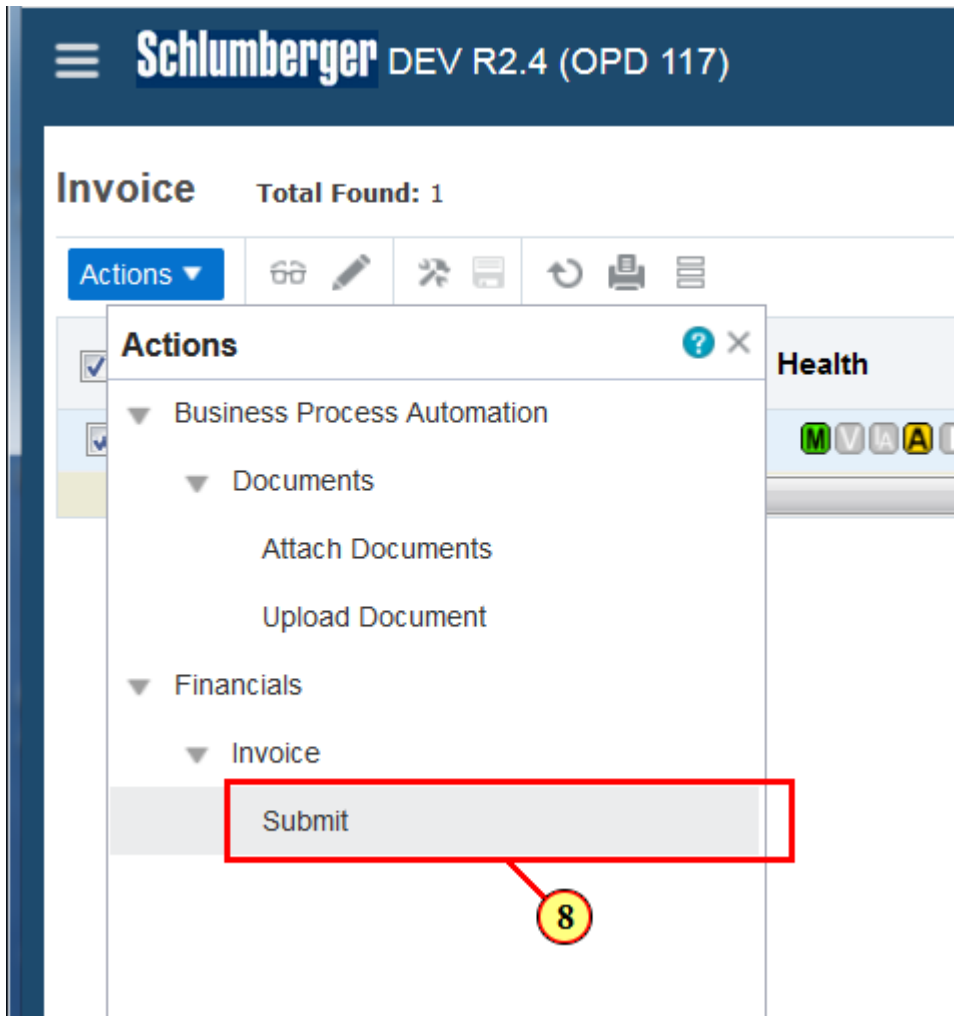 Schlumberger DEV R2.4 (OPD 117)
Invoice Total Found: 1
Actions
Actions
Health
Business Process Automation
M V IA A
Documents
Attach Documents
Upload Document
Financials
Invoice
Submit
8